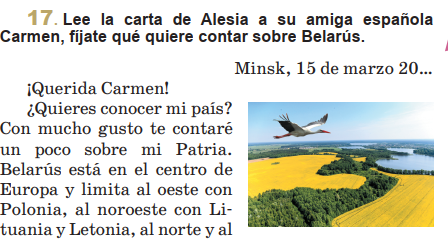 17. Lee la carta de Alesia a su amiga española
Carmen, fíjate qué quiere contar sobre Belarús.
Minsk, 15 de marzo 20...
¡Querida Carmen!
¿Quieres conocer mi país?
Con mucho gusto te contaré
un poco sobre mi Patria.
Belarús está en el centro de
Europa y limita al oeste con
Polonia, al noroeste con Li-
tuania y Letonia, al norte y al